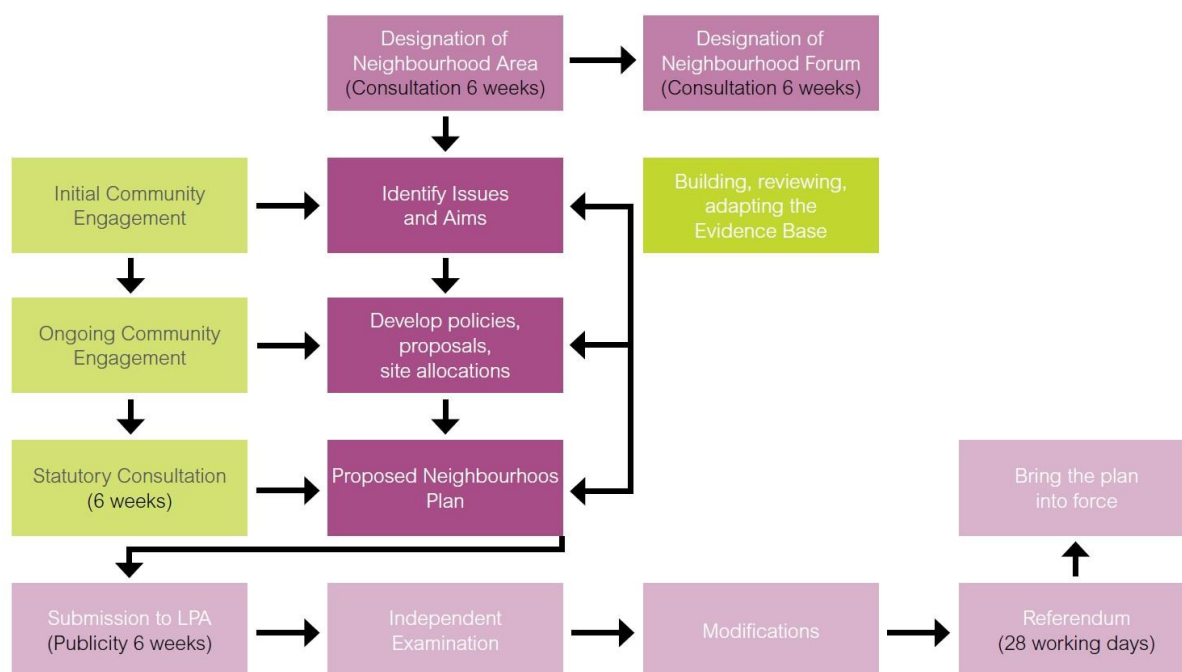 Designation of
Neighbourhood Area
(Consultation 6 weeks)
Designation of
Neighbourhood Forum
(Consultation 6 weeks)
Initial Community
Engagement
Identify Issues
and Aims
Building, reviewing,
adapting the
Evidence Base
Ongoing Community
Engagement
Develop policies,
proposals,
site allocations
Statutory Consultation
(6 weeks)
Proposed Neighbourhoos
Plan
Bring the plan
into force
Submission to LPA
(Publicity 6 weeks)
Independent
Examination
Modifications
Referendum
(28 working days)